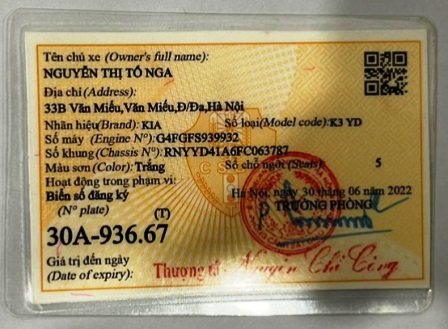 Tên chủ xe (Owner's full name):
NGUYỄN THỊ TỐ NGA
Địa chỉ (Address):
33B Văn Miếu,Văn Miếu,Đ/Đa,Hà Nội
Nhãn hiệu(Brand): KIA Số loại(Model code):K3 YD
Số máy (Engine Nº):G4FGFS939932
Số khung(Chassis Nº):RNYYD41A6FC063787
Màu sơn(Color): Trắng Số chỗ ngồi (Seats): 5
Hoạt động trong phạm vi:
Biển số đăng ký Hà Nội, ngày 30 tháng 06 năm 2022
(Nº plate) (T) P TRƯỞNG PHÒNG
30A-936.67
Giá trị đến ngày
(Date of expiry): Thượng tá Nguyễn Chí Công